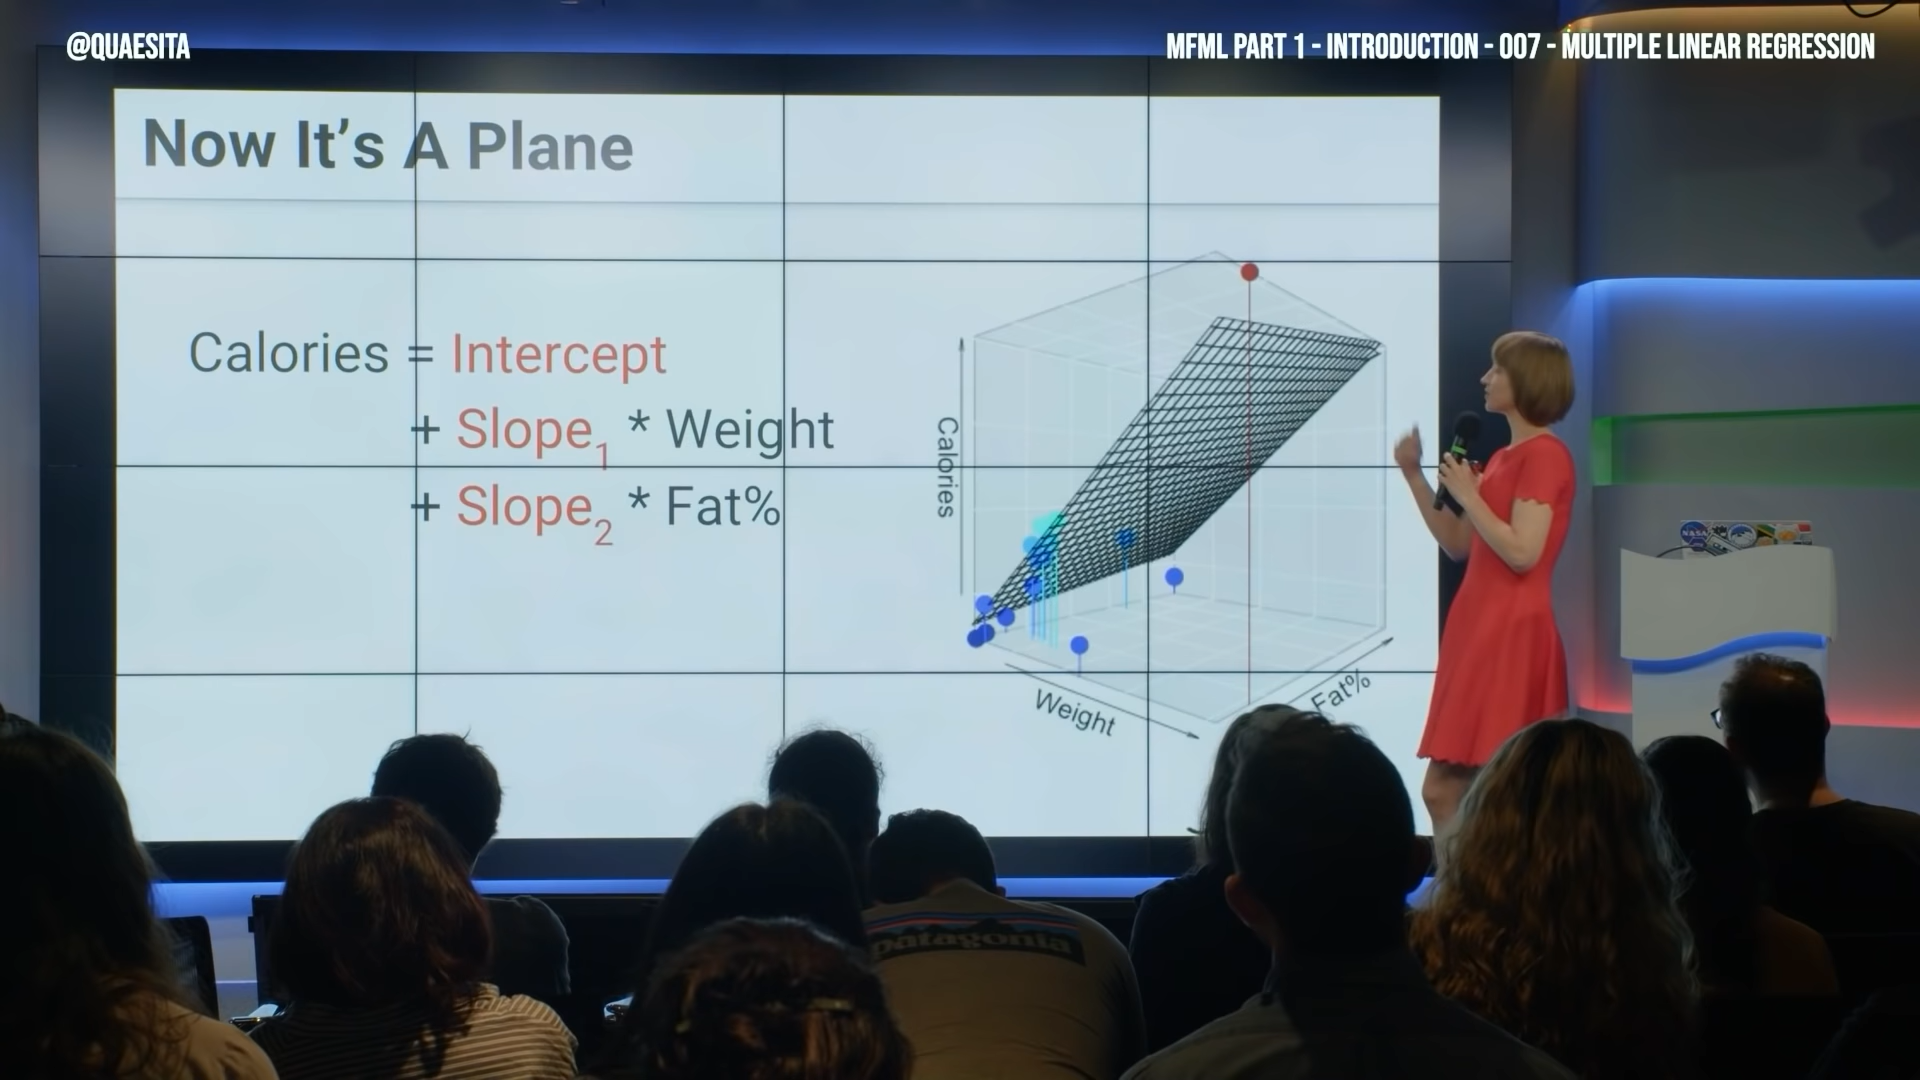 @QUAESITA
MFML PART 1 - INTRODUCTION - 007 - MULTIPLE LINEAR REGRESSION
Now It's A Plane
Calories = Intercept
+ Slope₁ * Weight
+ Slope₂ * Fat%
Calories
Weight
Fat%
NASA
patagonia